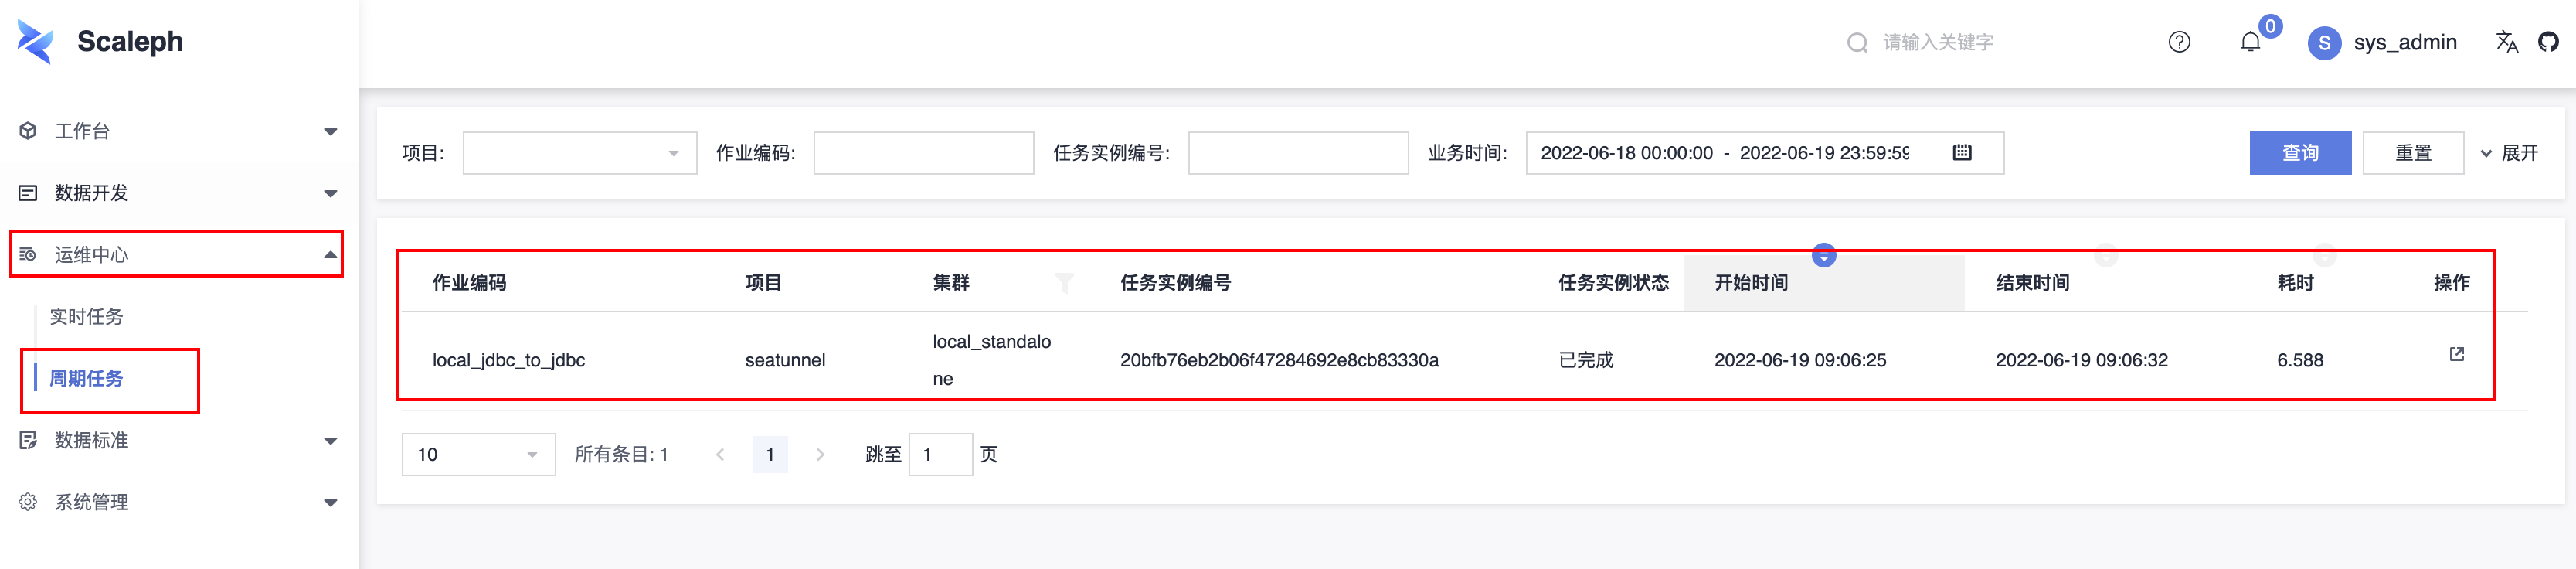 Scaleph
请输入关键字
0
S
sys_admin
工作台
数据开发
运维中心
实时任务
周期任务
数据标准
系统管理
项目:
作业编码:
任务实例编号:
业务时间: 2022-06-18 00:00:00 - 2022-06-19 23:59:59
查询
重置
展开
作业编码 项目 集群 任务实例编号 任务实例状态 开始时间 结束时间 耗时 操作
local_jdbc_to_jdbc seatunnel local_standalo
ne 20bfb76eb2b06f47284692e8cb83330a 已完成 2022-06-19 09:06:25 2022-06-19 09:06:32 6.588
10 所有条目: 1 1 跳至 1 页